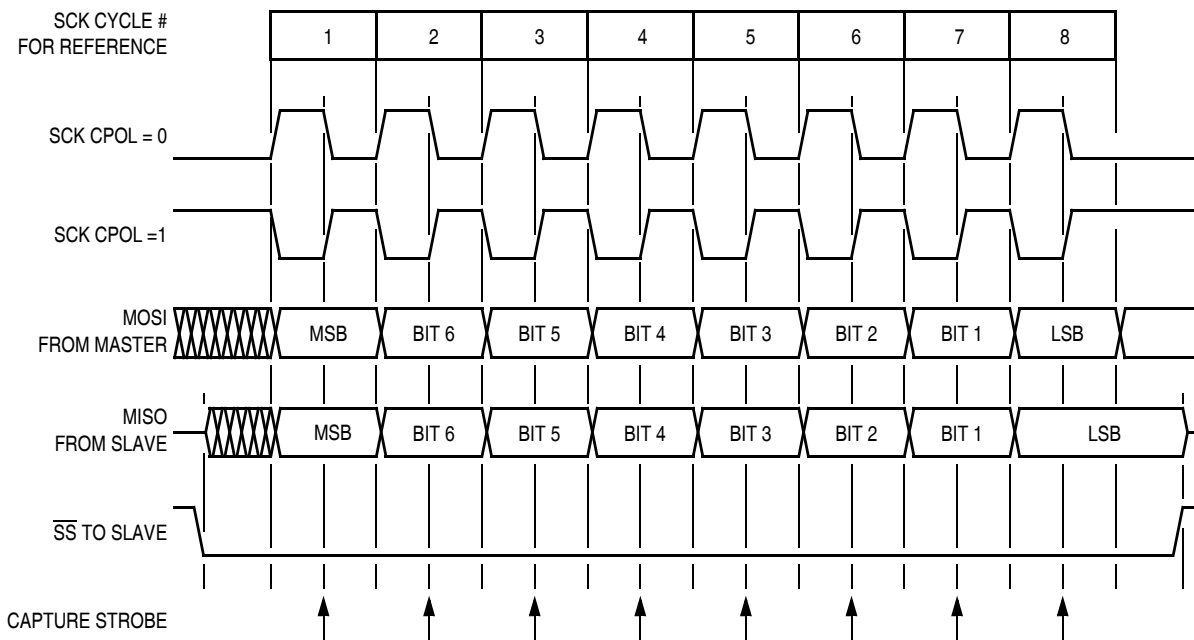 SCK CYCLE #
FOR REFERENCE
1 2 3 4 5 6 7 8
SCK CPOL = 0
SCK CPOL =1
MOSI
FROM MASTER
MSB BIT 6 BIT 5 BIT 4 BIT 3 BIT 2 BIT 1 LSB
MISO
FROM SLAVE
MSB BIT 6 BIT 5 BIT 4 BIT 3 BIT 2 BIT 1 LSB
S̅S̅ TO SLAVE
CAPTURE STROBE